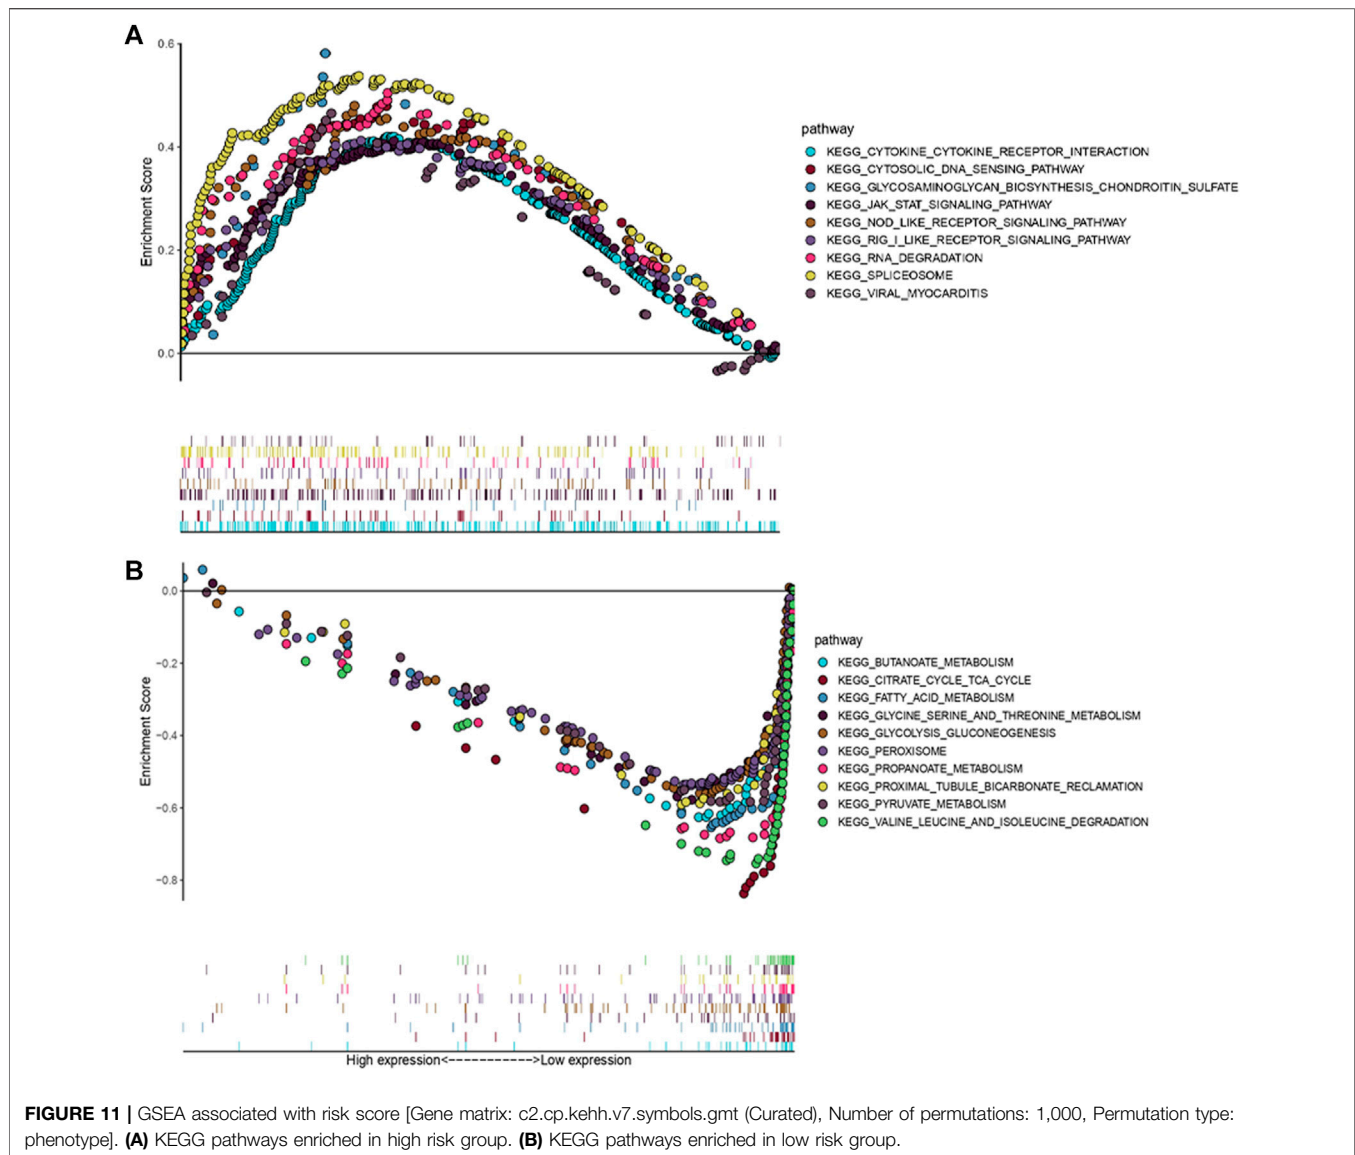 A
0.6
0.4
0.2
0.0
Enrichment Score
pathway
KEGG_CYTOKINE_CYTOKINE_RECEPTOR_INTERACTION
KEGG_CYTOSOLIC_DNA_SENSING_PATHWAY
KEGG_GLYCOSAMINOGLYCAN_BIOSYNTHESIS_CHONDROITIN_SULFATE
KEGG_JAK_STAT_SIGNALING_PATHWAY
KEGG_NOD_LIKE_RECEPTOR_SIGNALING_PATHWAY
KEGG_RIG_I_LIKE_RECEPTOR_SIGNALING_PATHWAY
KEGG_RNA_DEGRADATION
KEGG_SPLICEOSOME
KEGG_VIRAL_MYOCARDITIS
B
0.0
−0.2
−0.4
−0.6
−0.8
Enrichment Score
pathway
KEGG_BUTANOATE_METABOLISM
KEGG_CITRATE_CYCLE_TCA_CYCLE
KEGG_FATTY_ACID_METABOLISM
KEGG_GLYCINE_SERINE_AND_THREONINE_METABOLISM
KEGG_GLYCOLYSIS_GLUCONEOGENESIS
KEGG_PEROXISOME
KEGG_PROPANOATE_METABOLISM
KEGG_PROXIMAL_TUBULE_BICARBONATE_RECLAMATION
KEGG_PYRUVATE_METABOLISM
KEGG_VALINE_LEUCINE_AND_ISOLEUCINE_DEGRADATION
High expression<----------->Low expression
FIGURE 11 | GSEA associated with risk score [Gene matrix: c2.cp.kehh.v7.symbols.gmt (Curated), Number of permutations: 1,000, Permutation type:
phenotype]. (A) KEGG pathways enriched in high risk group. (B) KEGG pathways enriched in low risk group.